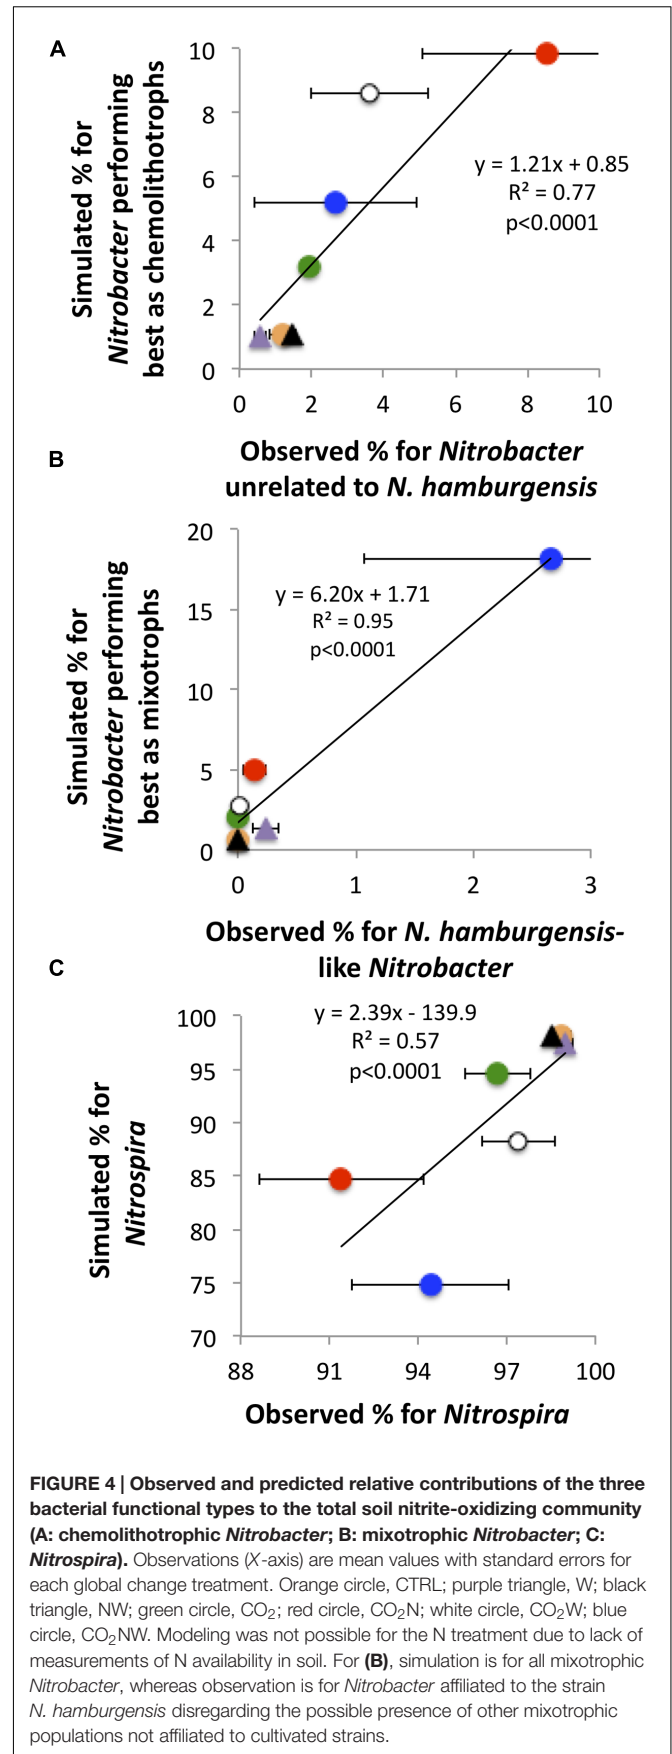 A
Simulated % for
Nitrobacter performing
best as chemolithotrophs
10
8
6
4
2
0
y = 1.21x + 0.85
R² = 0.77
p<0.0001
0 2 4 6 8 10
Observed % for Nitrobacter
unrelated to N. hamburgensis
B
Simulated % for
Nitrobacter performing
best as mixotrophs
20
15
10
5
0
y = 6.20x + 1.71
R² = 0.95
p<0.0001
0 1 2 3
Observed % for N. hamburgensis-
like Nitrobacter
C
Simulated % for
Nitrospira
100
95
90
85
80
75
70
y = 2.39x - 139.9
R² = 0.57
p<0.0001
88 91 94 97 100
Observed % for Nitrospira
FIGURE 4 | Observed and predicted relative contributions of the three
bacterial functional types to the total soil nitrite-oxidizing community
(A: chemolithotrophic Nitrobacter; B: mixotrophic Nitrobacter; C:
Nitrospira). Observations (X-axis) are mean values with standard errors for
each global change treatment. Orange circle, CTRL; purple triangle, W; black
triangle, NW; green circle, CO₂; red circle, CO₂N; white circle, CO₂W; blue
circle, CO₂NW. Modeling was not possible for the N treatment due to lack of
measurements of N availability in soil. For (B), simulation is for all mixotrophic
Nitrobacter, whereas observation is for Nitrobacter affiliated to the strain
N. hamburgensis disregarding the possible presence of other mixotrophic
populations not affiliated to cultivated strains.